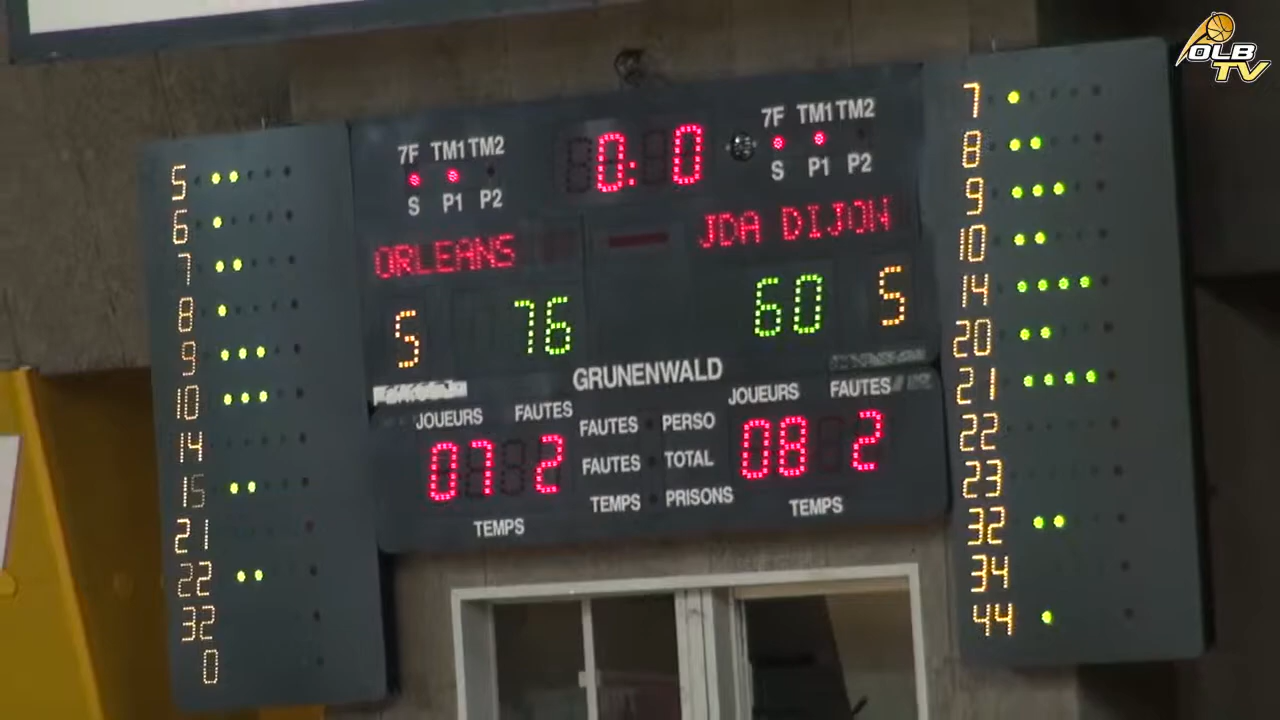 OLB
TV
5
6
7
8
9
10
14
15
21
22
32
0
7F TM1 TM2
S P1 P2
0:0
7F TM1 TM2
S P1 P2
ORLEANS
JDA DIJON
5 76
60 5
GRUNENWALD
JOUEURS FAUTES
07 2
TEMPS
FAUTES PERSO
FAUTES TOTAL
TEMPS PRISONS
JOUEURS FAUTES
08 2
TEMPS
7
8
9
10
14
20
21
22
23
32
34
44